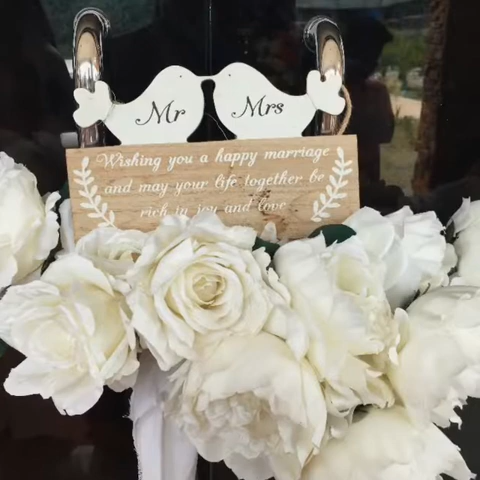 Mr Mrs
Wishing you a happy marriage
and may your life together be
rich in joy and love